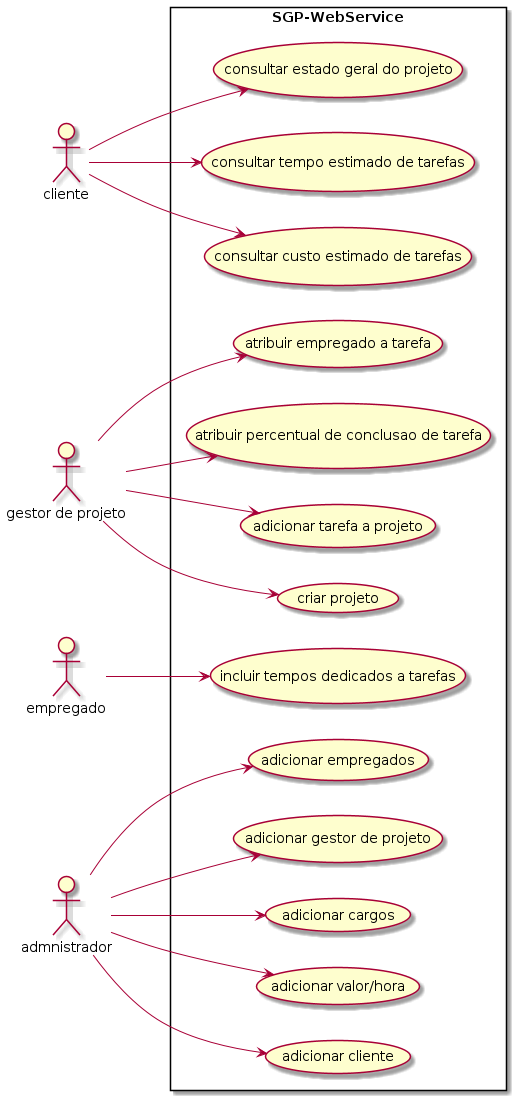 SGP-WebService
consultar estado geral do projeto
consultar tempo estimado de tarefas
cliente
consultar custo estimado de tarefas
atribuir empregado a tarefa
atribuir percentual de conclusao de tarefa
gestor de projeto
adicionar tarefa a projeto
criar projeto
incluir tempos dedicados a tarefas
empregado
adicionar empregados
adicionar gestor de projeto
adicionar cargos
admnistrador
adicionar valor/hora
adicionar cliente